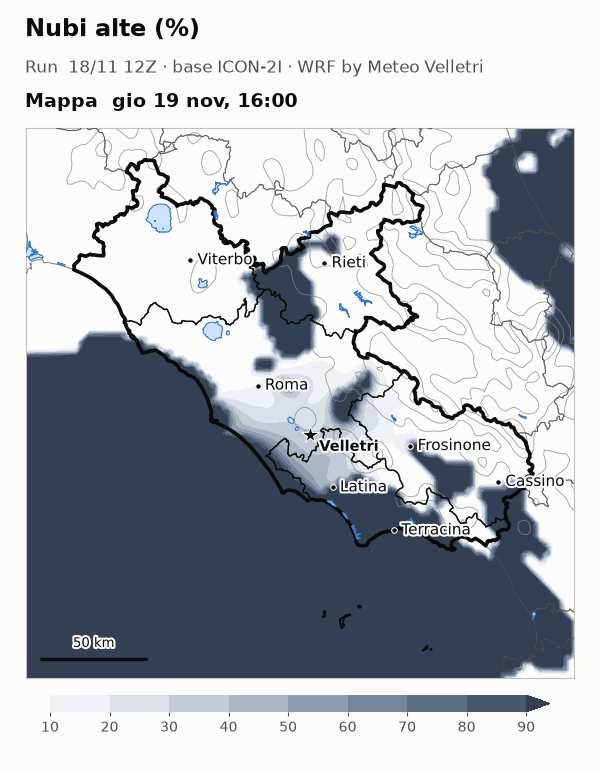 Nubi alte (%)
Run  18/11 12Z · base ICON-2I · WRF by Meteo Velletri
Mappa  gio 19 nov, 16:00
Viterbo
Rieti
Roma
Velletri
Frosinone
Latina
Cassino
Terracina
50 km
10 20 30 40 50 60 70 80 90